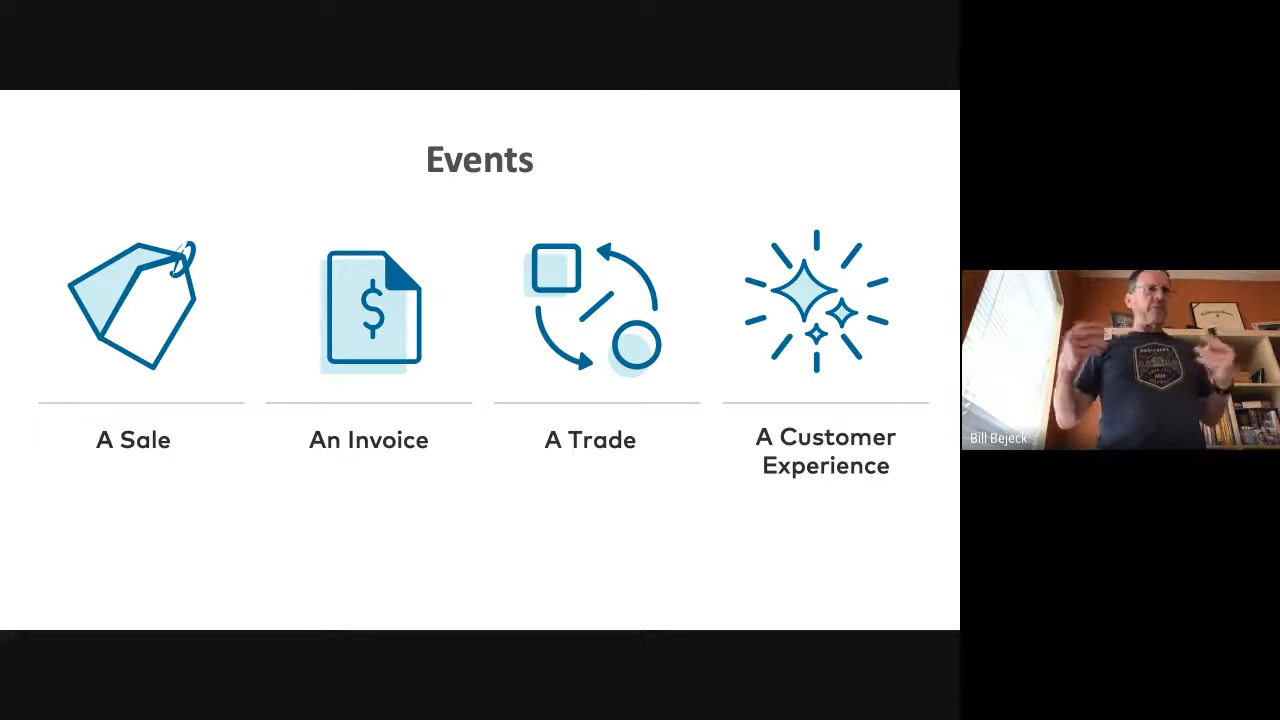 Events
$
A Sale
An Invoice
A Trade
A Customer
Experience
Bill Bejeck